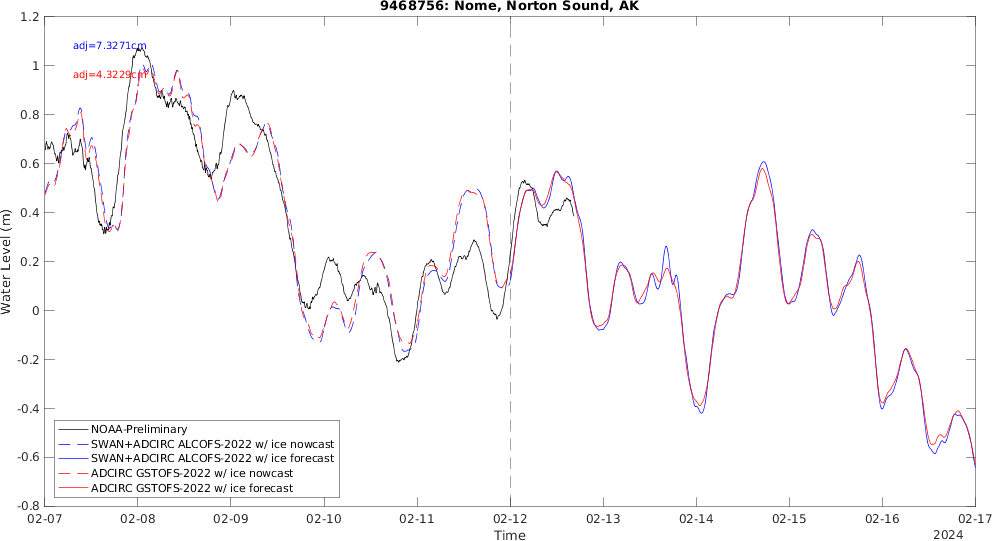 9468756: Nome, Norton Sound, AK
adj=7.3271cm
adj=4.3229cm
Water Level (m)
1.2
1
0.8
0.6
0.4
0.2
0
-0.2
-0.4
-0.6
-0.8
NOAA-Preliminary
SWAN+ADCIRC ALCOFS-2022 w/ ice nowcast
SWAN+ADCIRC ALCOFS-2022 w/ ice forecast
ADCIRC GSTOFS-2022 w/ ice nowcast
ADCIRC GSTOFS-2022 w/ ice forecast
02-07 02-08 02-09 02-10 02-11 02-12 02-13 02-14 02-15 02-16 02-17
Time
2024